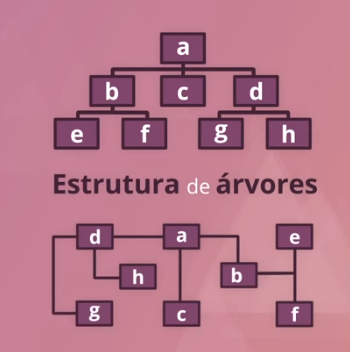 a
b c d
e f g h
Estrutura de árvores
d a e
h b
g c f